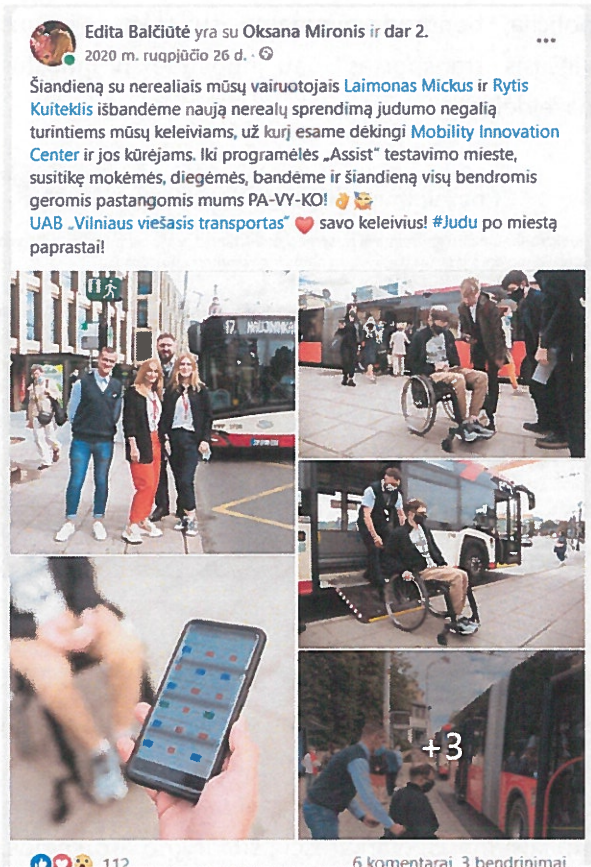 Edita Balčiūtė yra su Oksana Mironis ir dar 2.
2020 m. rugpjūčio 26 d. ·
Šiandieną su nerealiais mūsų vairuotojais Laimonas Mickus ir Rytis
Kuiteklis išbandėme naują nerealų sprendimą judumo negalią
turintiems mūsų keleiviams, už kurį esame dėkingi Mobility Innovation
Center ir jos kūrėjams. Iki programėlės „Assist" testavimo mieste,
susitikę mokėmės, diegėmės, bandėme ir šiandieną visų bendromis
geromis pastangomis mums PA-VY-KO! 👌🥰
UAB „Vilniaus viešasis transportas" ❤️ savo keleivius! #Judu po miestą
paprastai!
17 NAUJININKA
+3
112
6 komentarai 3 bendrinimai